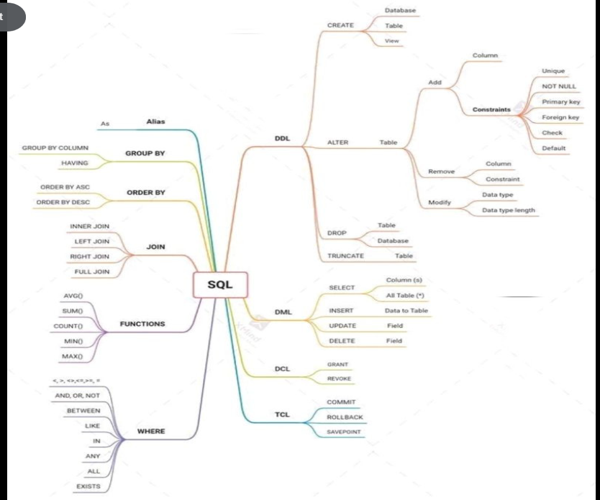 t
SQL
Alias
As
GROUP BY
GROUP BY COLUMN
HAVING
ORDER BY
ORDER BY ASC
ORDER BY DESC
JOIN
INNER JOIN
LEFT JOIN
RIGHT JOIN
FULL JOIN
FUNCTIONS
AVG()
SUM()
COUNT()
MIN()
MAX()
WHERE
AND, OR, NOT
BETWEEN
LIKE
IN
ANY
ALL
EXISTS
DDL
CREATE
Database
Table
View
ALTER
Table
Add
Column
Constraints
Unique
NOT NULL
Primary key
Foreign key
Check
Default
Remove
Column
Constraint
Modify
Data type
Data type length
DROP
Table
Database
TRUNCATE
Table
DML
SELECT
Column (s)
All Table (*)
INSERT
Data to Table
UPDATE
Field
DELETE
Field
DCL
GRANT
REVOKE
TCL
COMMIT
ROLLBACK
SAVEPOINT